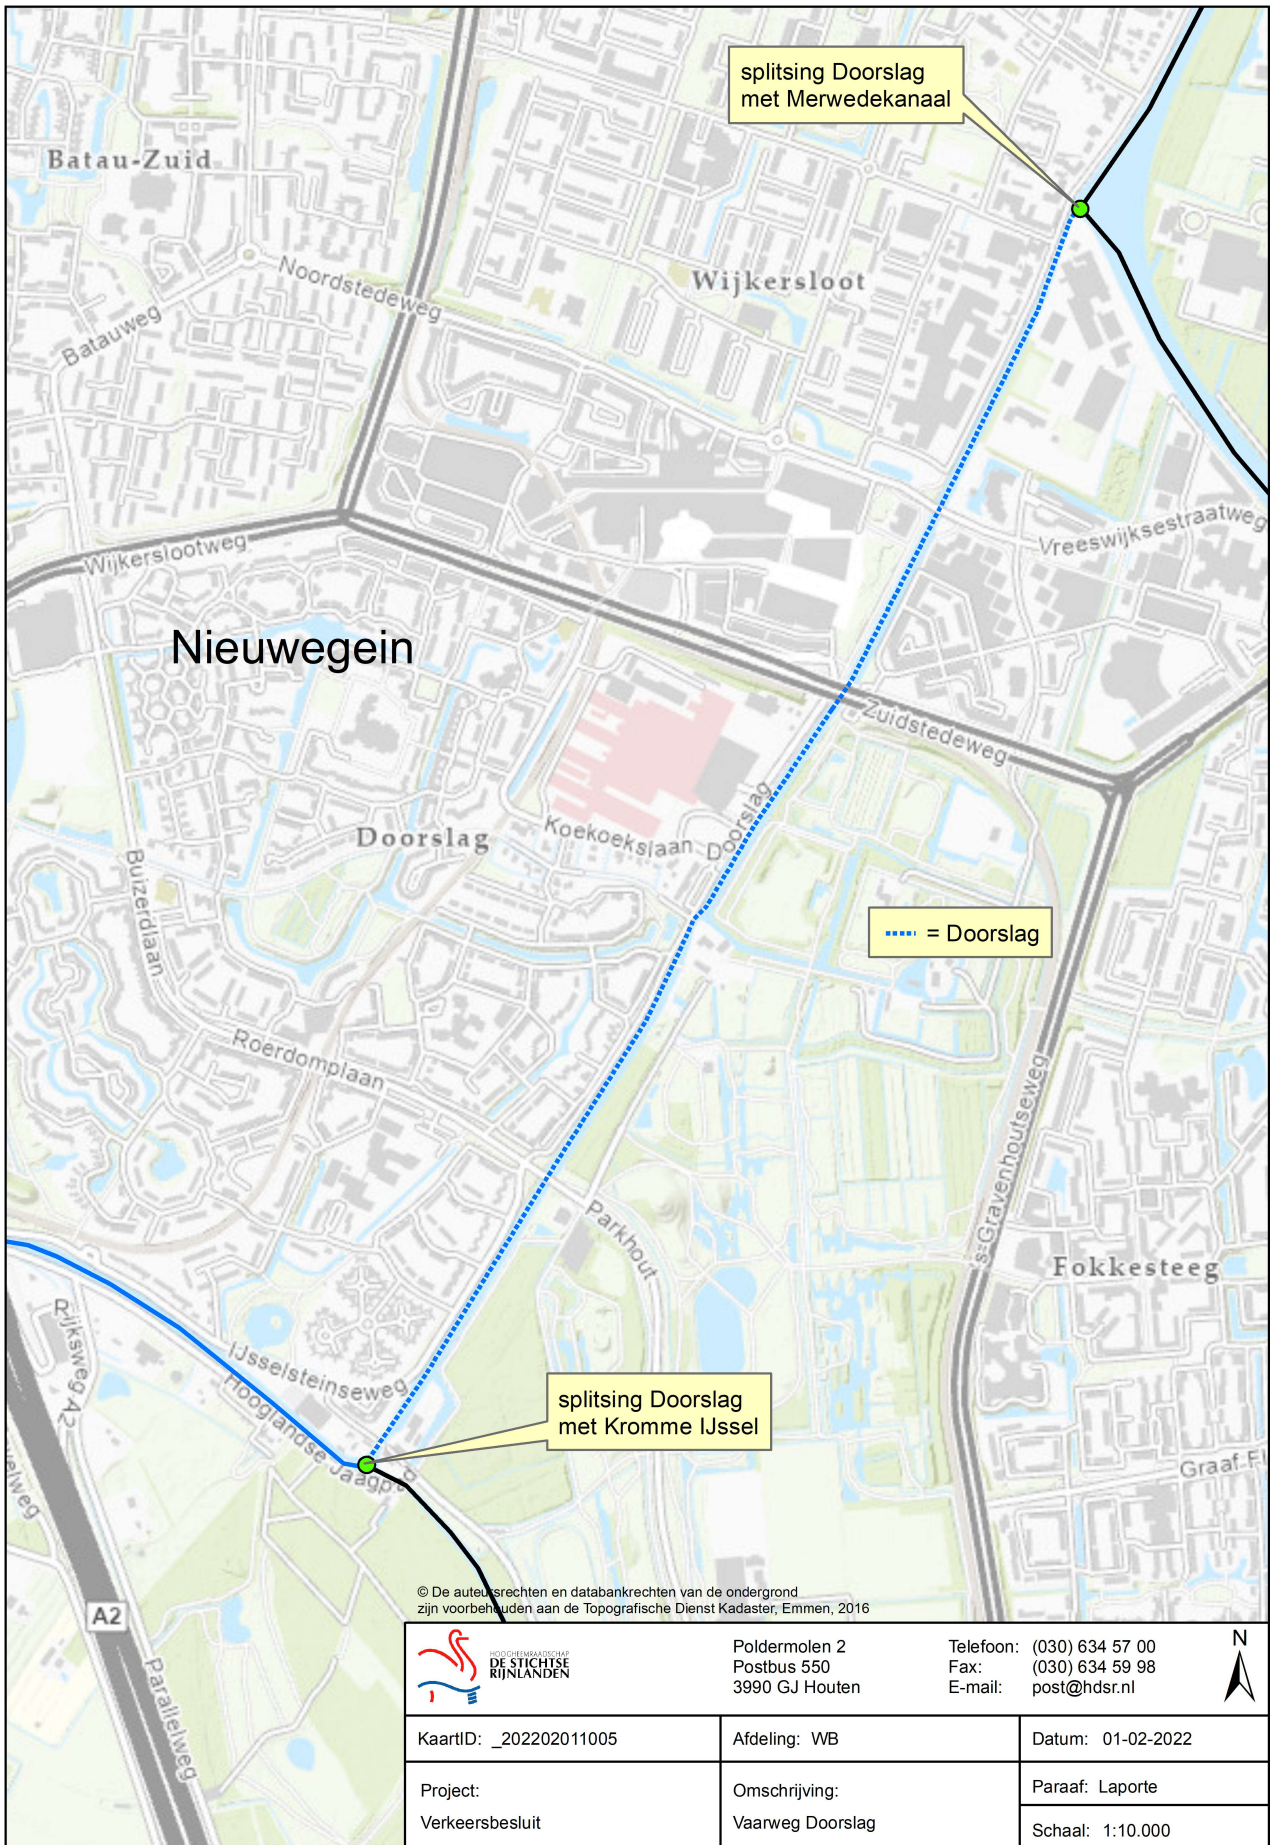 splitsing Doorslag
met Merwedekanaal
Batau-Zuid
Noordstedeweg
Wijkersloot
Batauweg
Vreeswijksestraatweg
Wijkerslootweg
Nieuwegein
Zuidstedeweg
Doorslag
Koekoekslaan
Doorslag
Buizerdlaan
= Doorslag
Roerdomplaan
s-Gravenhoutseweg
Parkhout
Fokkesteeg
Rijksweg A2
IJsselsteinseweg
Hooglandse Jaagp
splitsing Doorslag
met Kromme IJssel
Graaf Fl
A2
Parallelweg
© De auteursrechten en databankrechten van de ondergrond
zijn voorbehouden aan de Topografische Dienst Kadaster, Emmen, 2016
HOOGHEEMRAADSCHAP
DE STICHTSE
RIJNLANDEN
Poldermolen 2
Postbus 550
3990 GJ Houten
Telefoon: (030) 634 57 00
Fax: (030) 634 59 98
E-mail: post@hdsr.nl
N
KaartID: _202202011005
Afdeling: WB
Datum: 01-02-2022
Project:
Verkeersbesluit
Omschrijving:
Vaarweg Doorslag
Paraaf: Laporte
Schaal: 1:10.000